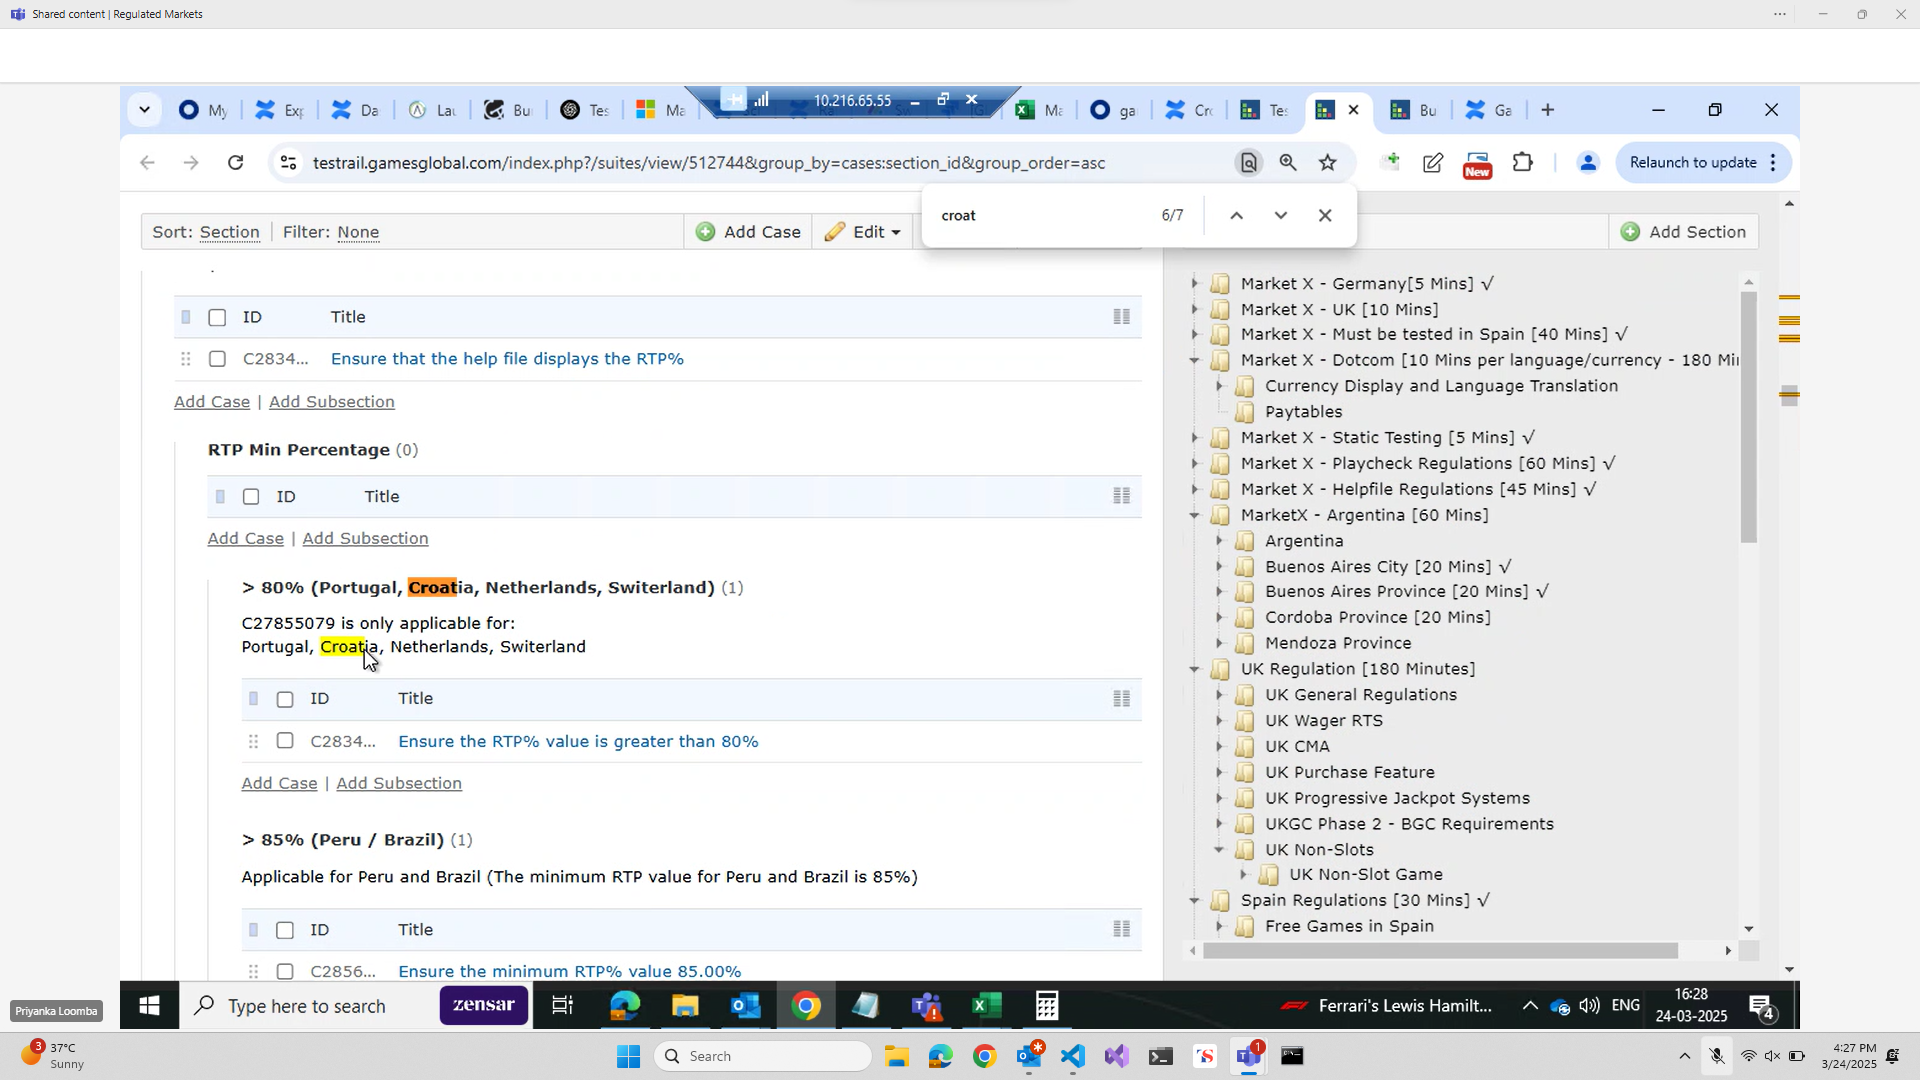 Shared content | Regulated Markets
My
Exp
Da
Lau
Bu
Tes
Ma
10.216.65.55
Ma
ga
Cr
Tes
Bu
Ga
testrail.gamesglobal.com/index.php?/suites/view/512744&group_by=cases:section_id&group_order=asc
New
Relaunch to update
croat
6/7
Sort: Section
Filter: None
Add Case
Edit
Add Section
ID Title
C2834... Ensure that the help file displays the RTP%
Add Case | Add Subsection
RTP Min Percentage (0)
ID Title
Add Case | Add Subsection
> 80% (Portugal, Croatia, Netherlands, Switerland) (1)
C27855079 is only applicable for:
Portugal, Croatia, Netherlands, Switerland
ID Title
C2834... Ensure the RTP% value is greater than 80%
Add Case | Add Subsection
> 85% (Peru / Brazil) (1)
Applicable for Peru and Brazil (The minimum RTP value for Peru and Brazil is 85%)
ID Title
C2856... Ensure the minimum RTP% value 85.00%
Market X - Germany[5 Mins] √
Market X - UK [10 Mins]
Market X - Must be tested in Spain [40 Mins] √
Market X - Dotcom [10 Mins per language/currency - 180 Mi
Currency Display and Language Translation
Paytables
Market X - Static Testing [5 Mins] √
Market X - Playcheck Regulations [60 Mins] √
Market X - Helpfile Regulations [45 Mins] √
MarketX - Argentina [60 Mins]
Argentina
Buenos Aires City [20 Mins] √
Buenos Aires Province [20 Mins] √
Cordoba Province [20 Mins]
Mendoza Province
UK Regulation [180 Minutes]
UK General Regulations
UK Wager RTS
UK CMA
UK Purchase Feature
UK Progressive Jackpot Systems
UKGC Phase 2 - BGC Requirements
UK Non-Slots
UK Non-Slot Game
Spain Regulations [30 Mins] √
Free Games in Spain
Priyanka Loomba
Type here to search
zensar
Ferrari's Lewis Hamilt...
ENG
16:28
24-03-2025
4
3
37°C
Sunny
Search
1
4:27 PM
3/24/2025